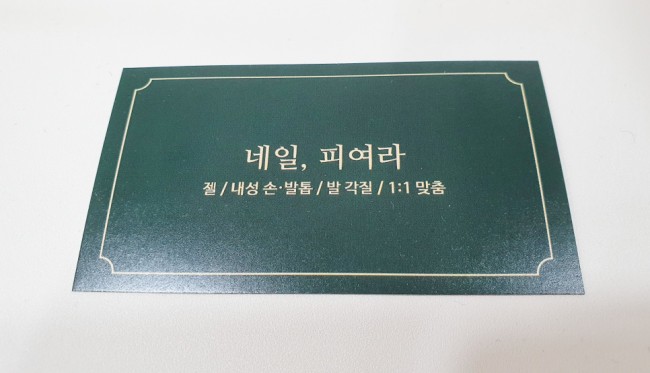 네일, 피여라
젤 / 내성 손·발톱 / 발 각질 / 1:1 맞춤